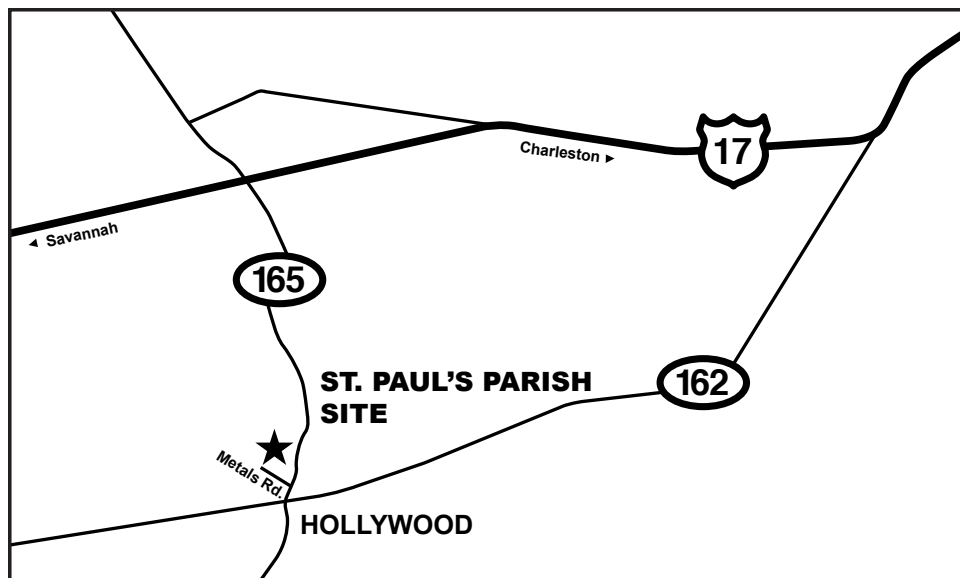 17
Charleston ►
◄ Savannah
165
ST. PAUL'S PARISH
SITE
162
Metals Rd.
HOLLYWOOD